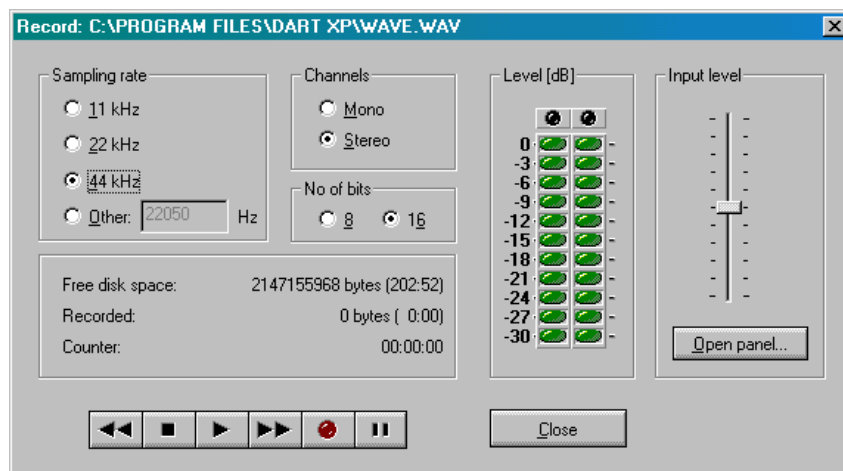 Record: C:\PROGRAM FILES\DART XP\WAVE.WAV
Sampling rate
11 kHz
22 kHz
44 kHz
Other: 22050 Hz
Channels
Mono
Stereo
No of bits
8 16
Free disk space: 2147155968 bytes (202:52)
Recorded: 0 bytes ( 0:00)
Counter: 00:00:00
Level [dB]
0
-3
-6
-9
-12
-15
-18
-21
-24
-27
-30
Input level
Open panel...
Close